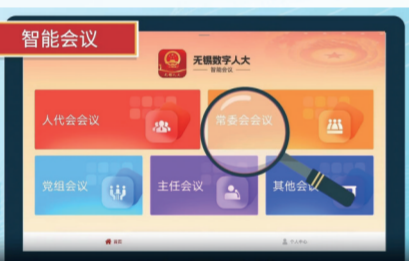 智能会议
无锡数字人大
智能会议
人代会会议
常委会会议
党组会议
主任会议
其他会议
首页
个人中心